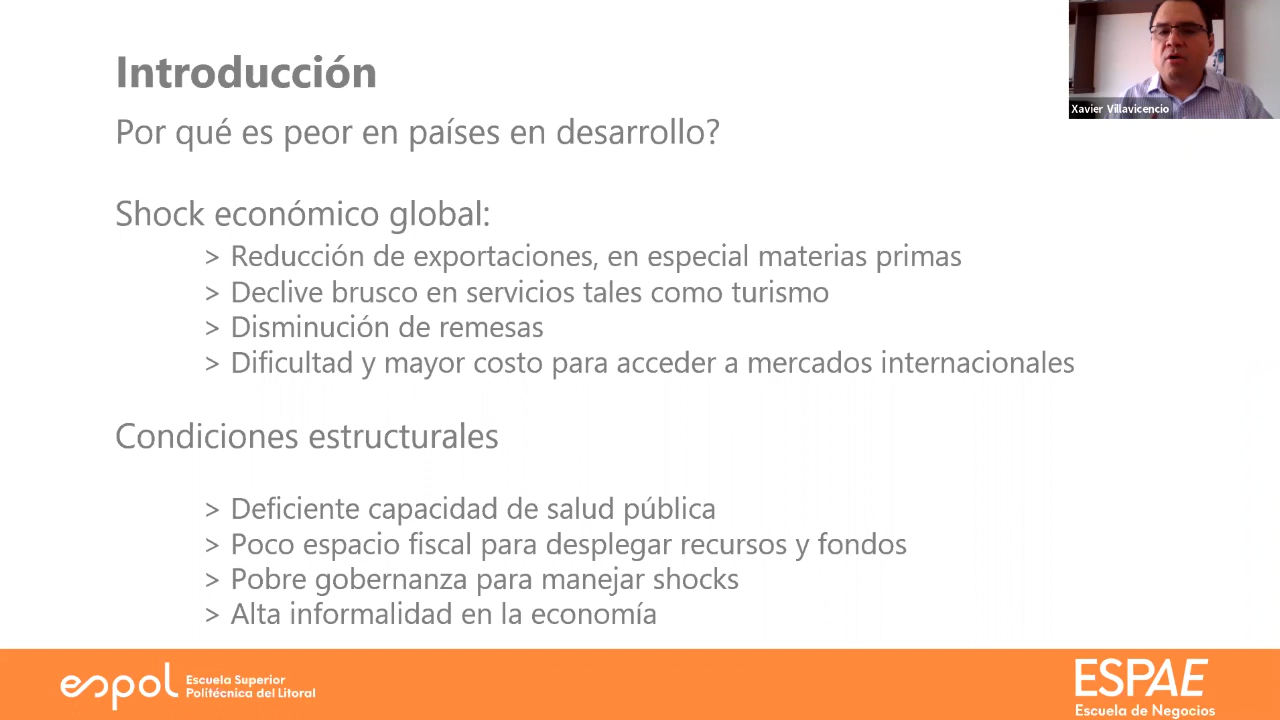 Introducción
Por qué es peor en países en desarrollo?
Shock económico global:
> Reducción de exportaciones, en especial materias primas
> Declive brusco en servicios tales como turismo
> Disminución de remesas
> Dificultad y mayor costo para acceder a mercados internacionales
Condiciones estructurales
> Deficiente capacidad de salud pública
> Poco espacio fiscal para desplegar recursos y fondos
> Pobre gobernanza para manejar shocks
> Alta informalidad en la economía
Xavier Villavicencio
espol
Escuela Superior
Politécnica del Litoral
ESPAE
Escuela de Negocios